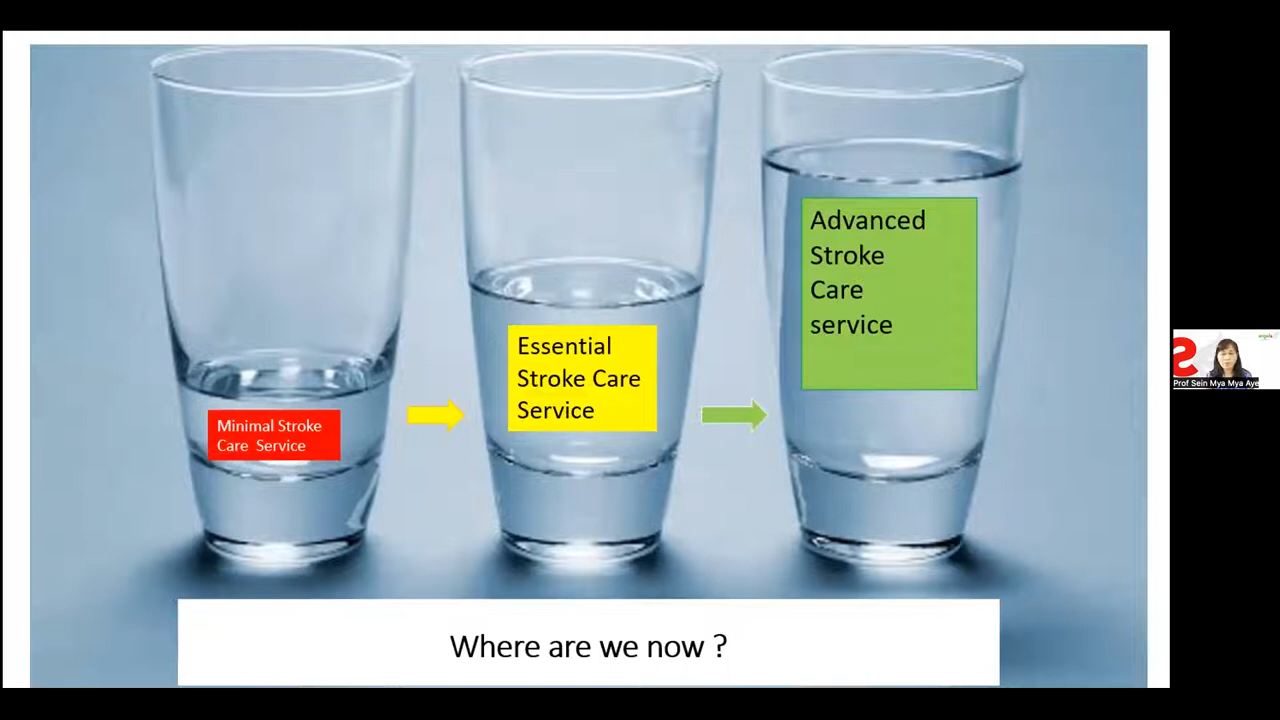 Minimal Stroke
Care Service
Essential
Stroke Care
Service
Advanced
Stroke
Care
service
Where are we now ?
Prof Sein Mya Mya Aye